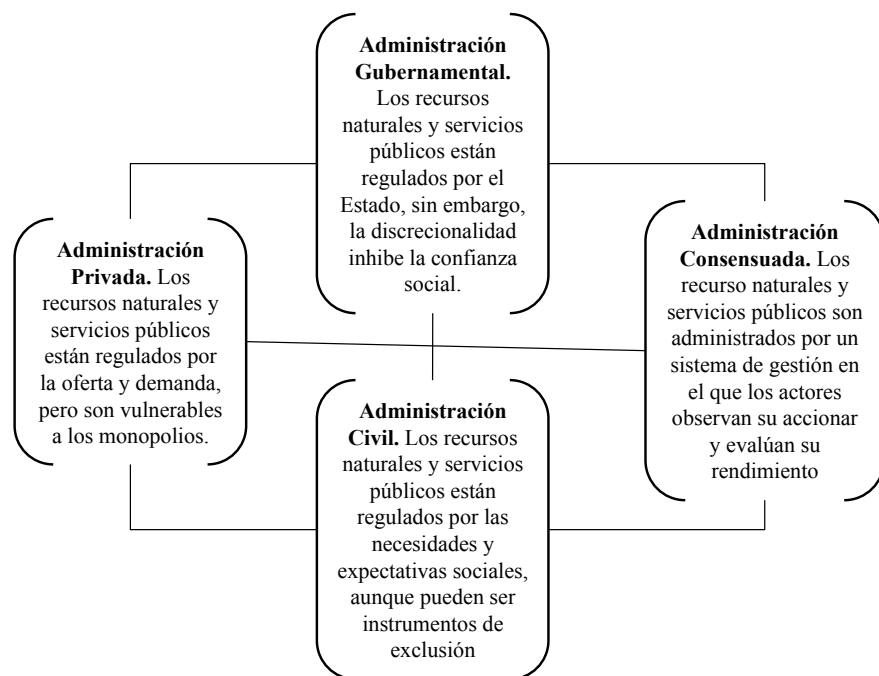 Administración
Gubernamental.
Los recursos
naturales y servicios
públicos están
regulados por el
Estado, sin embargo,
la discrecionalidad
inhibe la confianza
social.
Administración
Privada. Los
recursos naturales y
servicios públicos
están regulados por
la oferta y demanda,
pero son vulnerables
a los monopolios.
Administración
Consensuada. Los
recurso naturales y
servicios públicos son
administrados por un
sistema de gestión en
el que los actores
observan su accionar
y evalúan su
rendimiento
Administración
Civil. Los recursos
naturales y servicios
públicos están
regulados por las
necesidades y
expectativas sociales,
aunque pueden ser
instrumentos de
exclusión